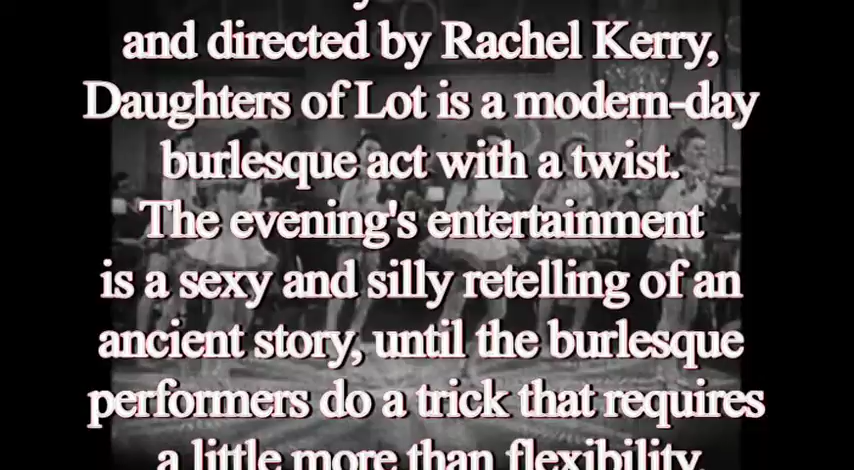 and directed by Rachel Kerry,
Daughters of Lot is a modern-day
burlesque act with a twist.
The evening's entertainment
is a sexy and silly retelling of an
ancient story, until the burlesque
performers do a trick that requires
a little more than flexibility.